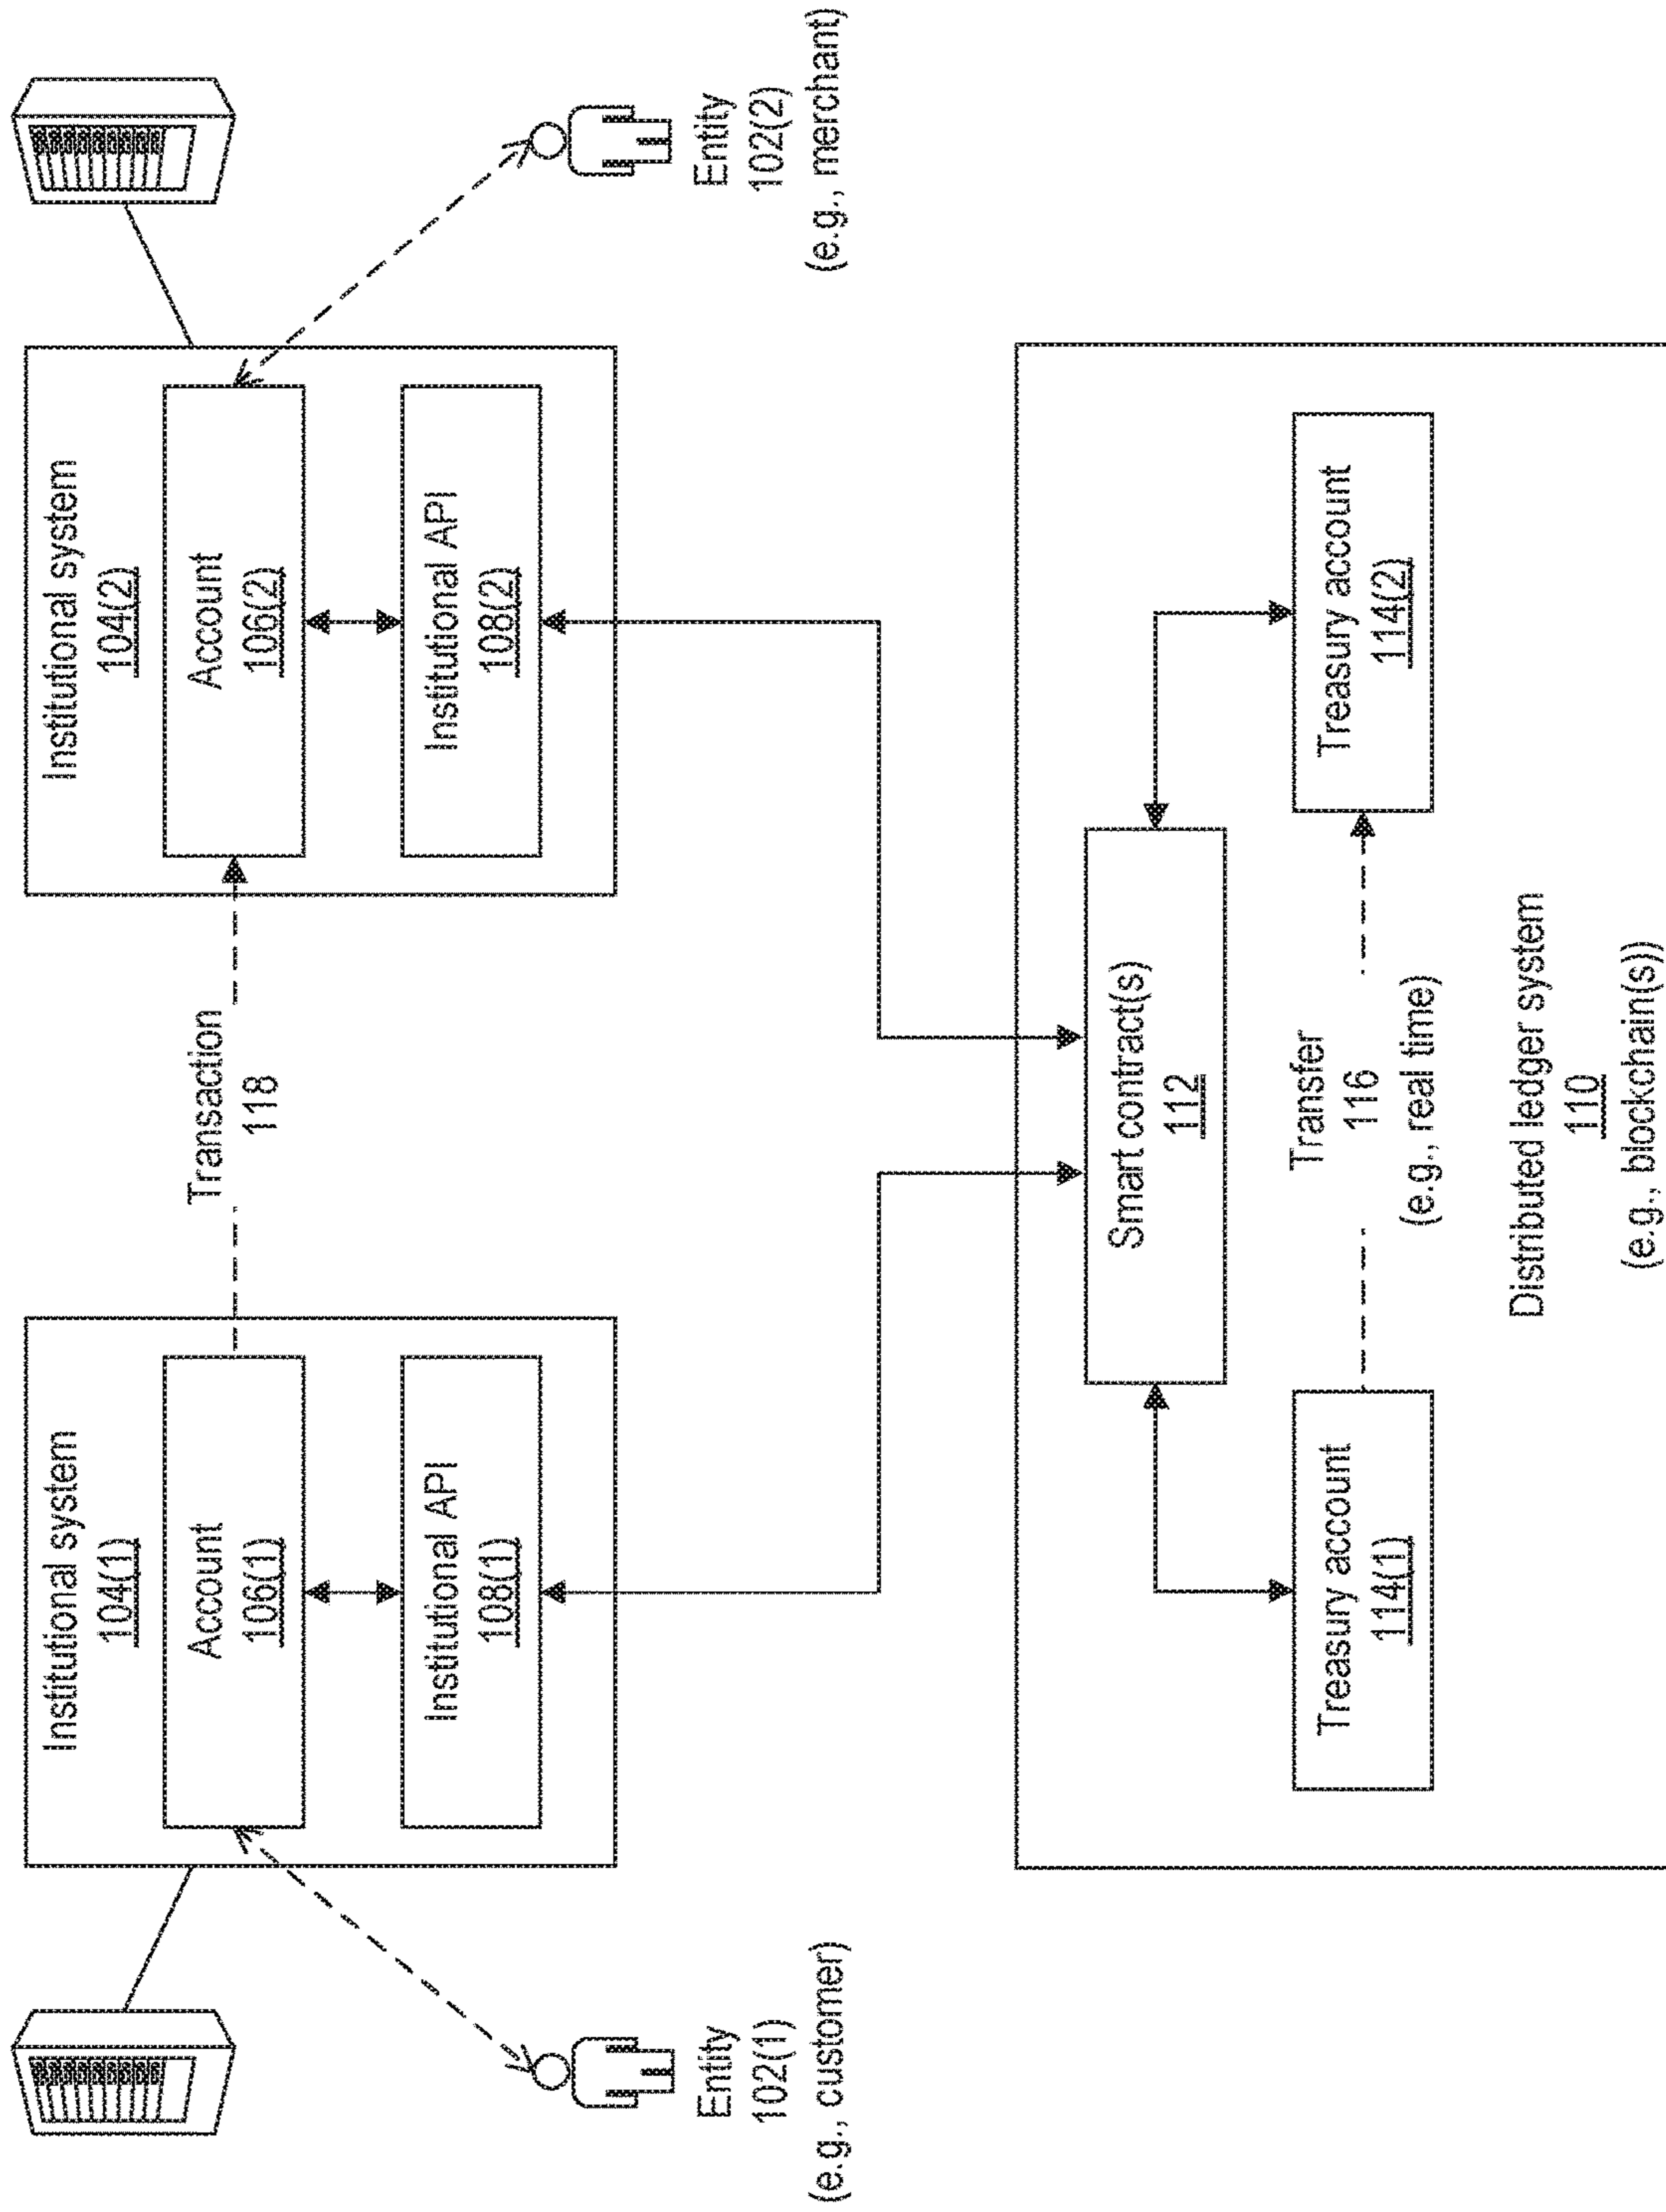 Institutional system
104(1)
Account
106(1)
Institutional API
108(1)
Transaction
118
Institutional system
104(2)
Account
106(2)
Institutional API
108(2)
Entity
102(1)
(e.g., customer)
Entity
102(2)
(e.g., merchant)
Smart contract(s)
112
Treasury account
114(1)
Transfer
116
(e.g., real time)
Treasury account
114(2)
Distributed ledger system
110
(e.g., blockchain(s))